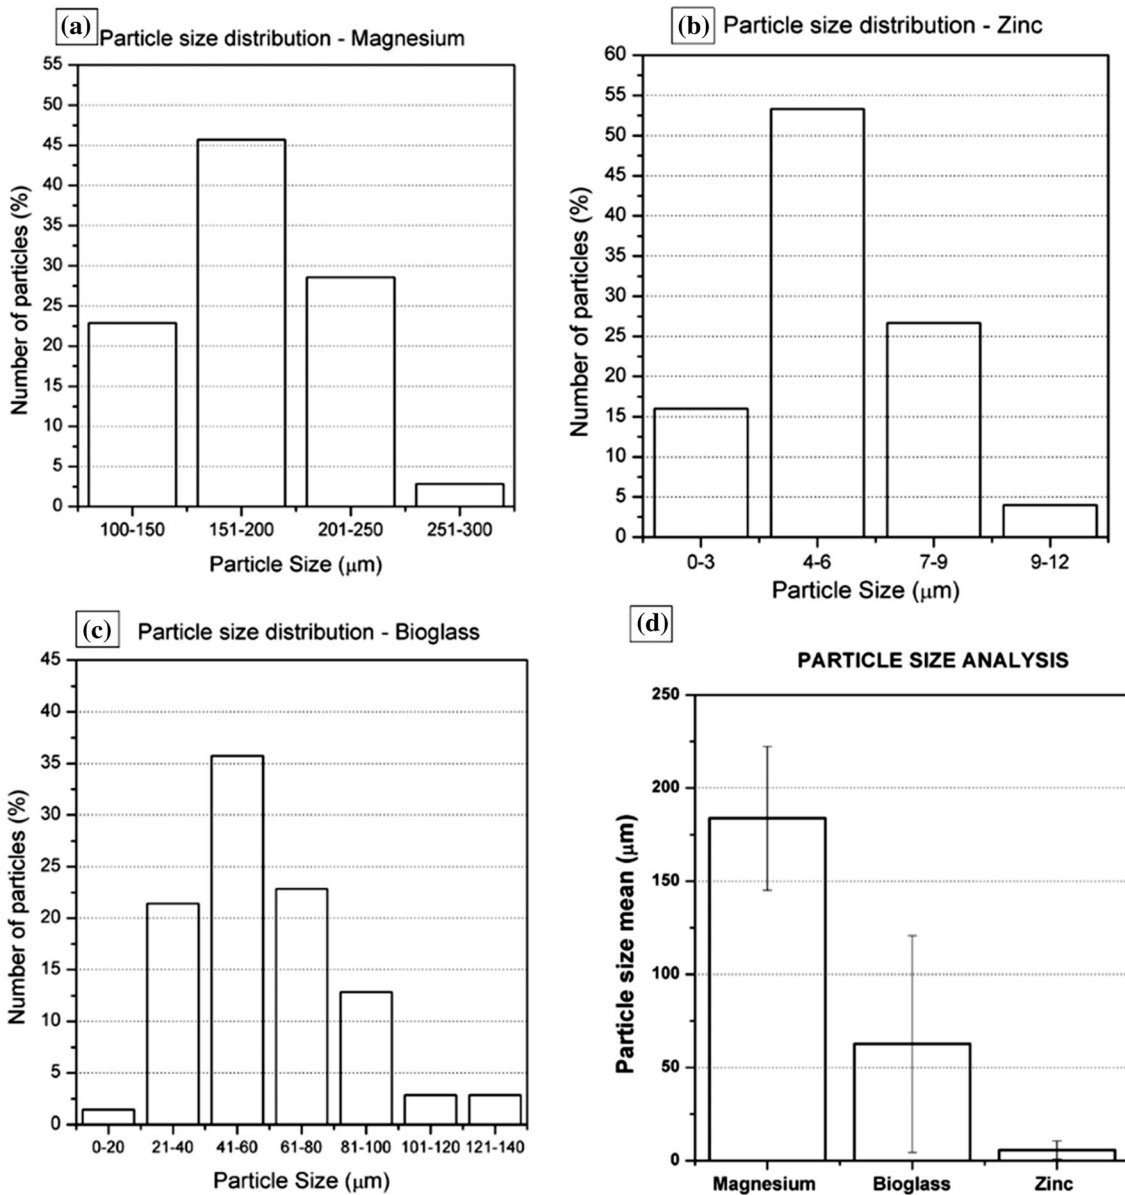 (a) Particle size distribution - Magnesium
55
50
45
40
35
30
25
20
15
10
5
0
Number of particles (%)
100-150 151-200 201-250 251-300
Particle Size (μm)
(b) Particle size distribution - Zinc
60
55
50
45
40
35
30
25
20
15
10
5
0
Number of particles (%)
0-3 4-6 7-9 9-12
Particle Size (μm)
(c) Particle size distribution - Bioglass
45
40
35
30
25
20
15
10
5
0
Number of particles (%)
0-20 21-40 41-60 61-80 81-100 101-120 121-140
Particle Size (μm)
(d)
PARTICLE SIZE ANALYSIS
250
200
150
100
50
0
Particle size mean (μm)
Magnesium Bioglass Zinc